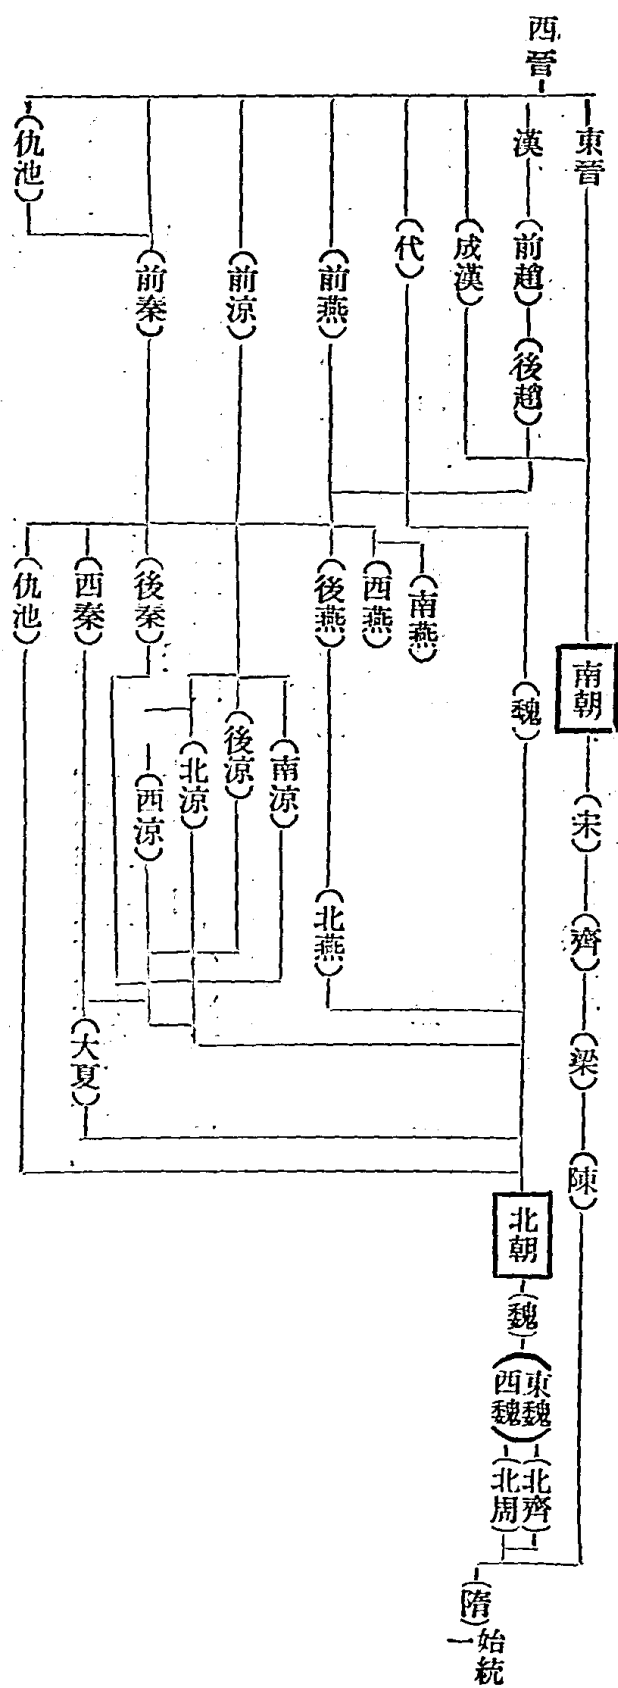 西晉
東晉
漢
(前趙)
(後趙)
(成漢)
(代)
(前燕)
(前涼)
(前秦)
(仇池)
(南燕)
(西燕)
(後燕)
(後秦)
(西秦)
(仇池)
南朝
(魏)
(南涼)
(後涼)
(北涼)
(西涼)
(宋)
(齊)
(梁)
(陳)
(北燕)
(大夏)
北朝
(魏)
(東魏
西魏)
(北齊)
(北周)
(隋)
始統
一